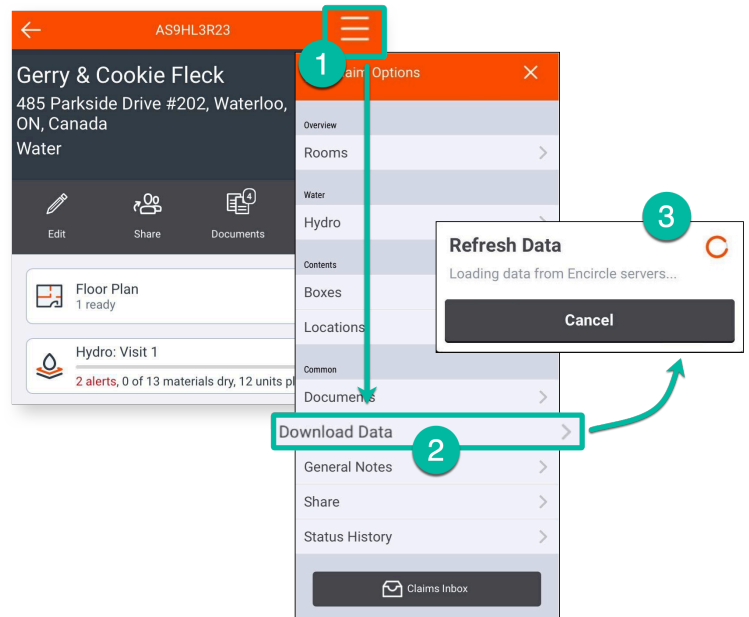 AS9HL3R23
Gerry & Cookie Fleck
485 Parkside Drive #202, Waterloo,
ON, Canada
Water
Edit
Share
Documents
4
Floor Plan
1 ready
Hydro: Visit 1
2 alerts, 0 of 13 materials dry, 12 units
1
Options
Overview
Rooms
Water
Hydro
Contents
Boxes
Locations
Common
Documents
Download Data
2
General Notes
Share
Status History
Claims Inbox
3
Refresh Data
Loading data from Encircle servers...
Cancel